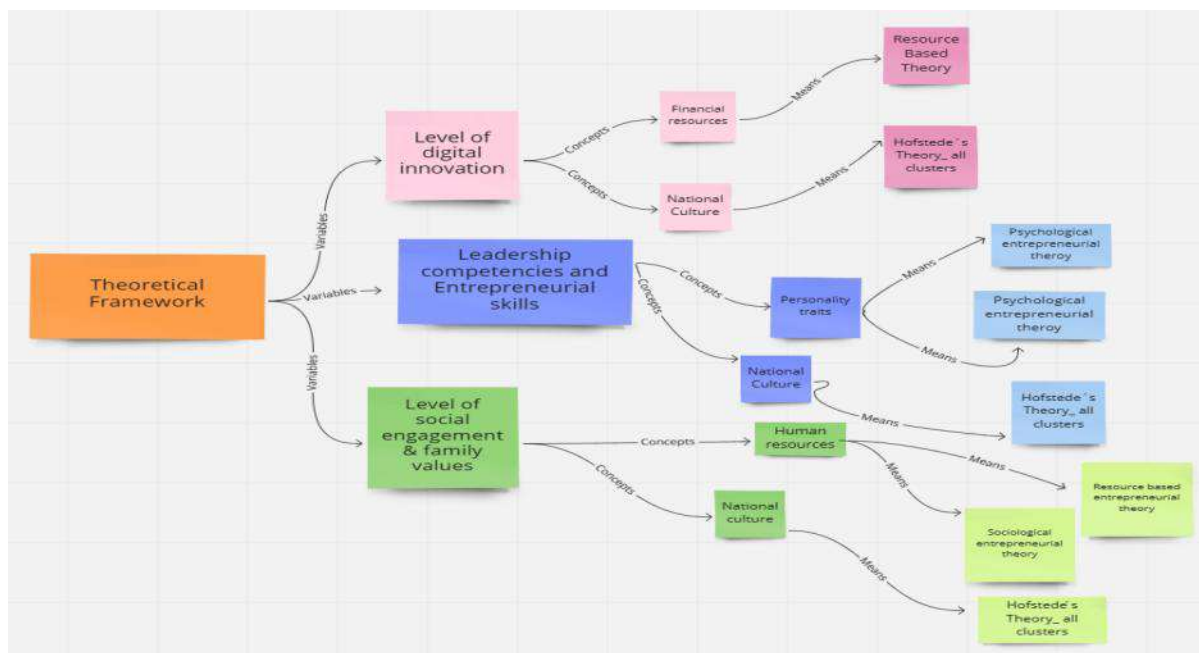 Theoretical
Framework
Variables
Variables
Variables
Level of
digital
innovation
Concepts
Concepts
Financial
resources
Means
Resource
Based
Theory
National
Culture
Means
Hofstede´s
Theory_ all
clusters
Leadership
competencies and
Entrepreneurial
skills
Concepts
Concepts
Personality
traits
Means
Means
Psychological
entrepreneurial
theroy
Psychological
entrepreneurial
theroy
National
Culture
Means
Hofstede´s
Theory_ all
clusters
Level of
social
engagement
& family
values
Concepts
Concepts
Human
resources
Means
Means
Resource based
entrepreneurial
theory
Sociological
entrepreneurial
theory
National
culture
Means
Hofstede´s
Theory_ all
clusters